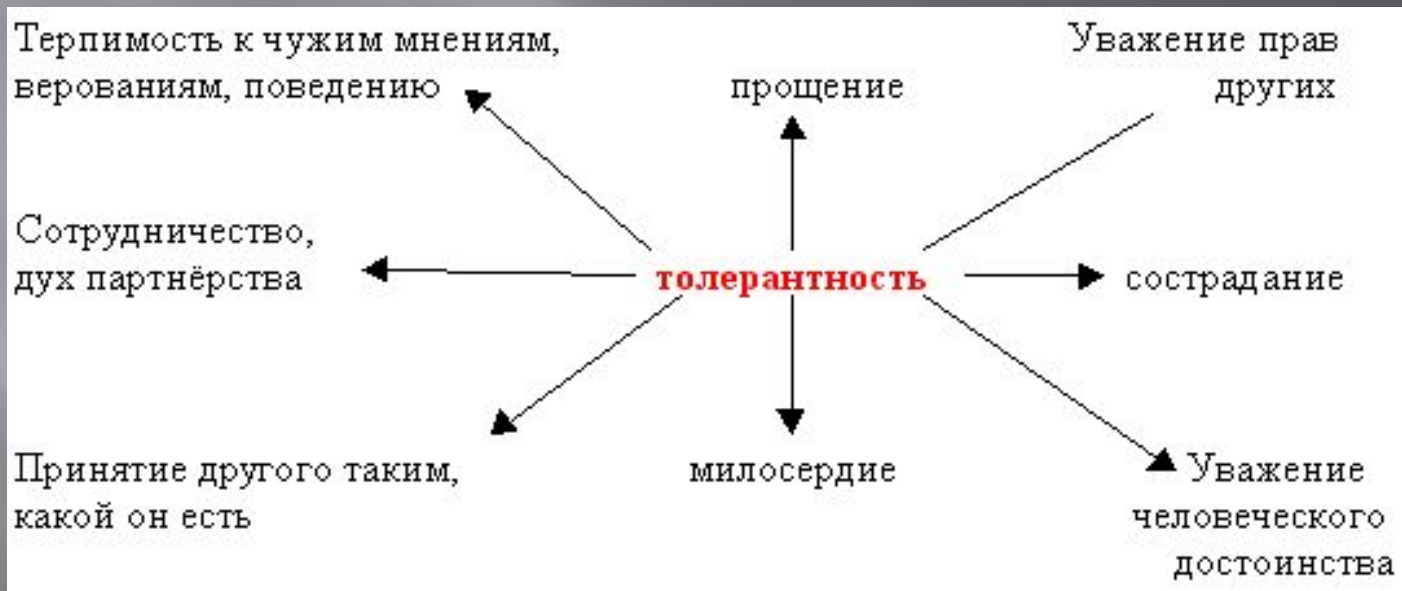 Терпимость к чужим мнениям,
верованиям, поведению
прощение
Уважение прав
других
Сотрудничество,
дух партнёрства
толерантность
сострадание
Принятие другого таким,
какой он есть
милосердие
Уважение
человеческого
достоинства